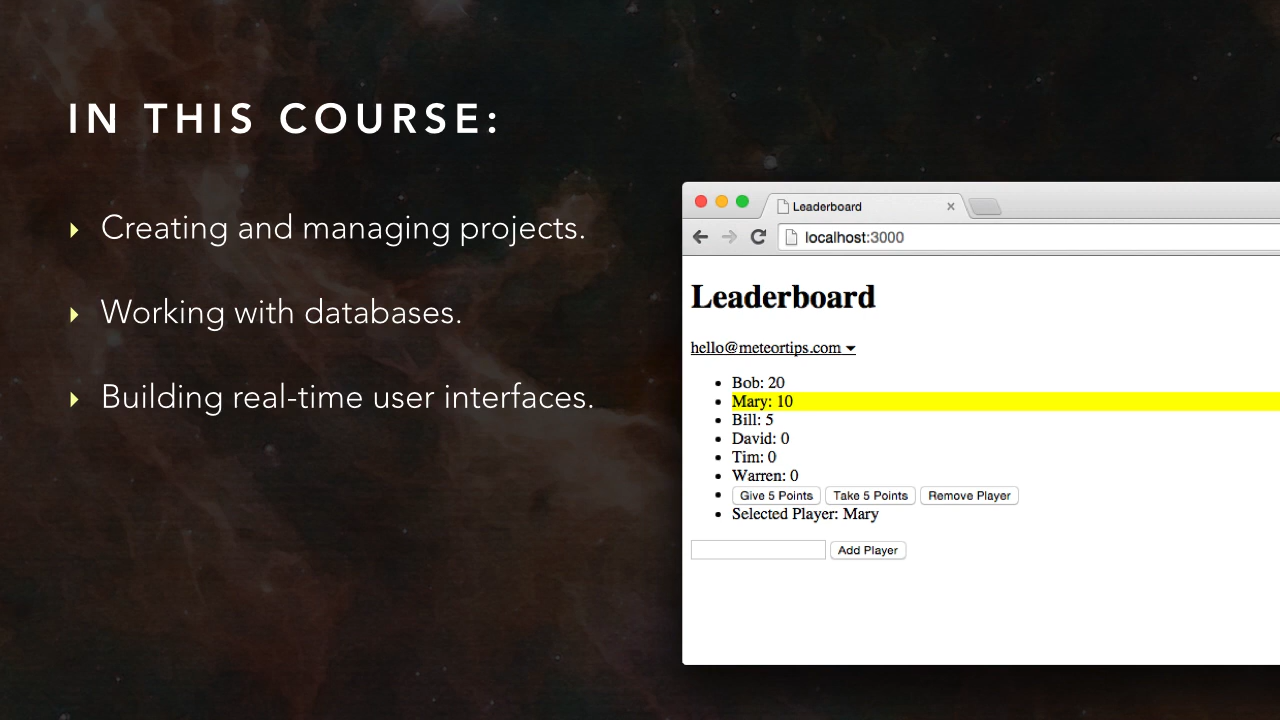 IN THIS COURSE:
Creating and managing projects.
Working with databases.
Building real-time user interfaces.
Leaderboard
localhost:3000
Leaderboard
hello@meteortips.com
Bob: 20
Mary: 10
Bill: 5
David: 0
Tim: 0
Warren: 0
Give 5 Points Take 5 Points Remove Player
Selected Player: Mary
Add Player